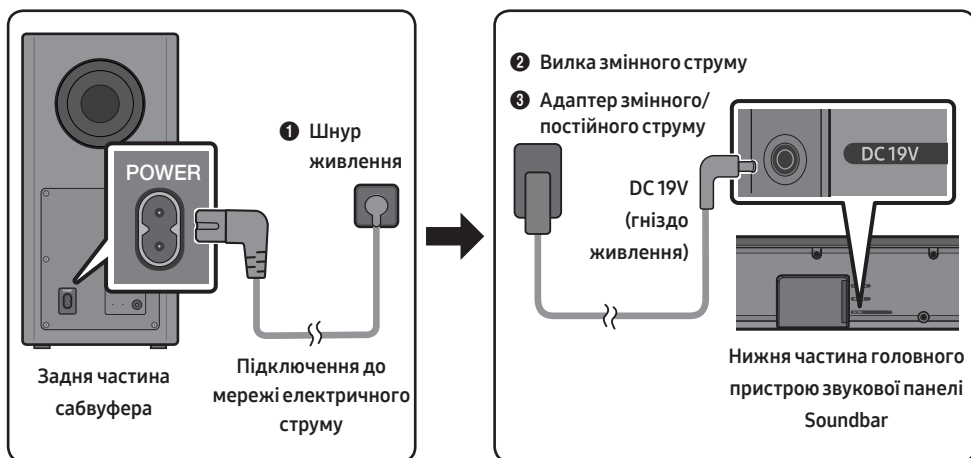 ❶ Шнур
живлення
POWER
Задня частина
сабвуфера
Підключення до
мережі електричного
струму
❷ Вилка змінного струму
❸ Адаптер змінного/
постійного струму
DC 19V
DC 19V
(гніздо
живлення)
Нижня частина головного
пристрою звукової панелі
Soundbar